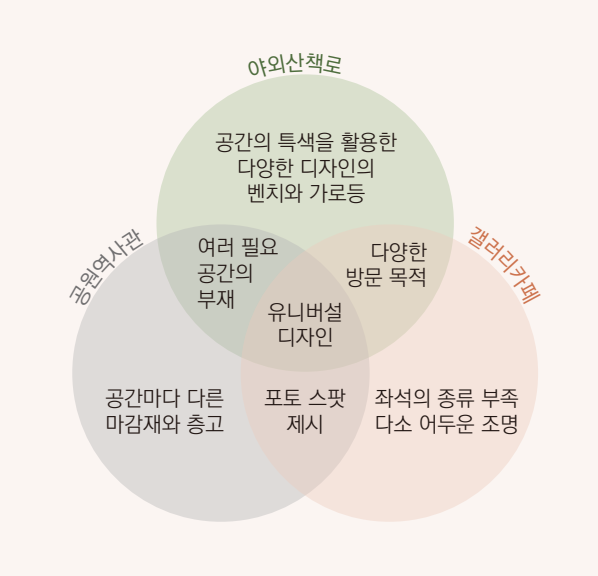 야외산책로
공간의 특색을 활용한
다양한 디자인의
벤치와 가로등
공원역사관
갤러리카페
여러 필요
공간의
부재
다양한
방문 목적
유니버설
디자인
공간마다 다른
마감재와 층고
포토 스팟
제시
좌석의 종류 부족
다소 어두운 조명